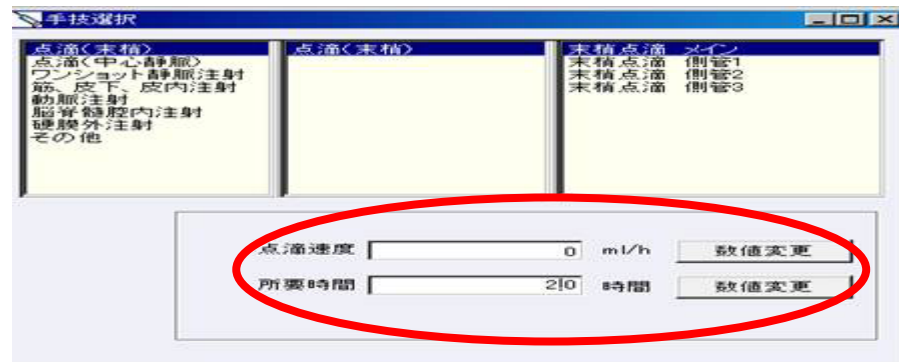 手技選択
点滴(末梢)
点滴(中心静脈)
ワンショット静脈注射
筋、皮下、皮内注射
動脈注射
脳脊髄腔内注射
硬膜外注射
その他
点滴(末梢)
末梢点滴 メイン
末梢点滴 側管1
末梢点滴 側管2
末梢点滴 側管3
点滴速度 0 ml/h 数値変更
所要時間 2|0 時間 数値変更